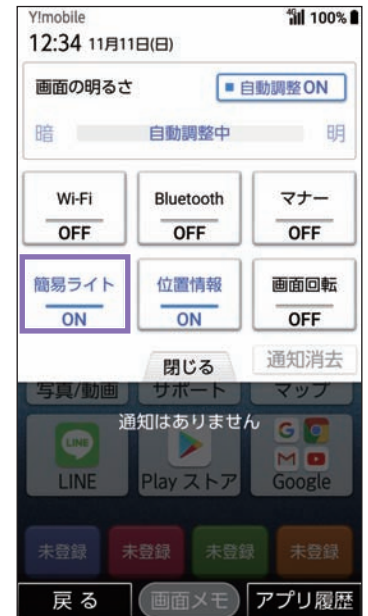 Y!mobile 4G 100%
12:34 11月11日(日)
画面の明るさ 自動調整ON
暗 自動調整中 明
Wi-Fi Bluetooth マナー
OFF OFF OFF
簡易ライト 位置情報 画面回転
ON ON OFF
閉じる 通知消去
写真/動画 サポート マップ
通知はありません
LINE
LINE Play ストア Google
未登録 未登録 未登録 未登録
戻る 画面メモ アプリ履歴